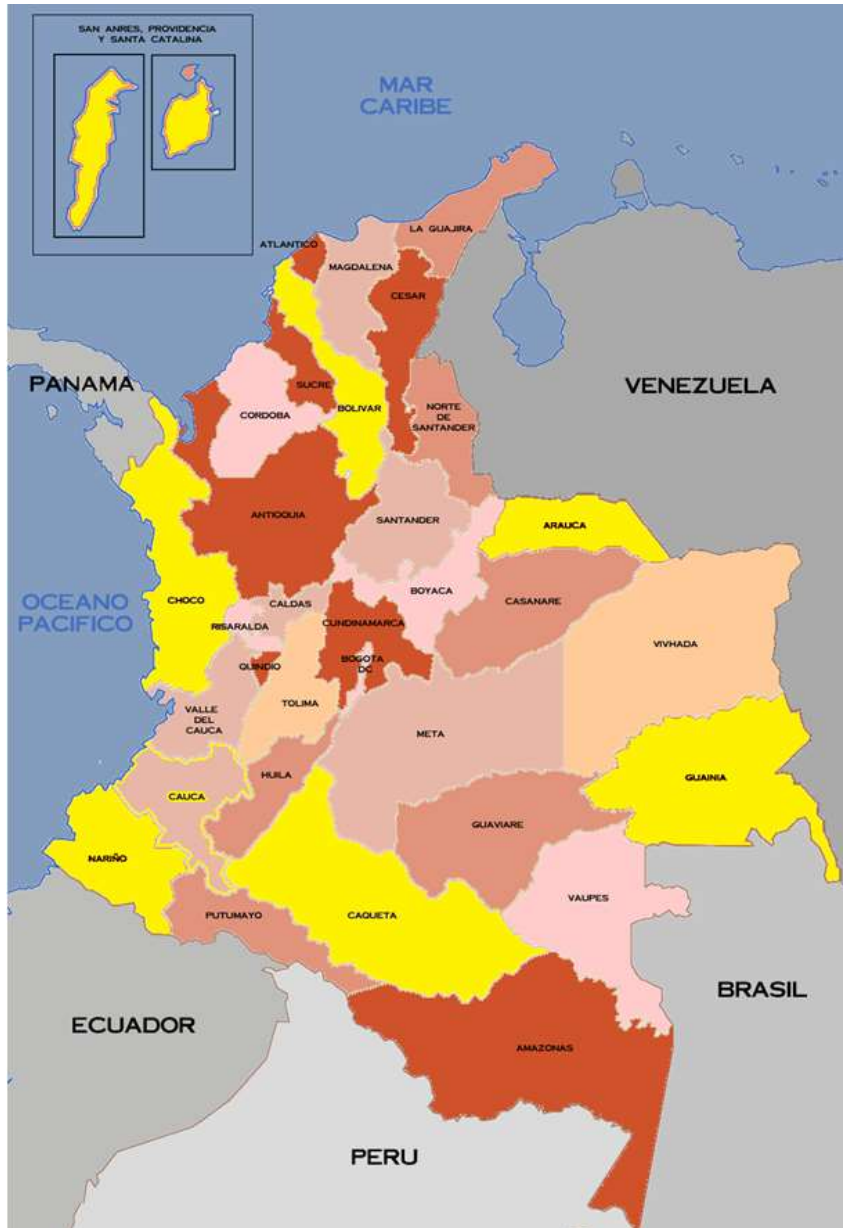 SAN ANRES, PROVIDENCIA
Y SANTA CATALINA
MAR
CARIBE
LA GUAJIRA
ATLANTICO
MAGDALENA
CESAR
PANAMA
VENEZUELA
SUCRE
BOLIVAR
CORDOBA
NORTE
DE
SANTANDER
ANTIOQUIA
SANTANDER
ARAUCA
OCEANO
PACIFICO
CHOCO
BOYACA
CASANARE
CALDAS
RISARALDA
CUNDINAMARCA
VIVHADA
BOGOTA
DC
QUINDIO
TOLIMA
VALLE
DEL
CAUCA
META
HUILA
GUAINIA
CAUCA
GUAVIARE
NARIÑO
VAUPES
PUTUMAYO
CAQUETA
BRASIL
ECUADOR
AMAZONAS
PERU